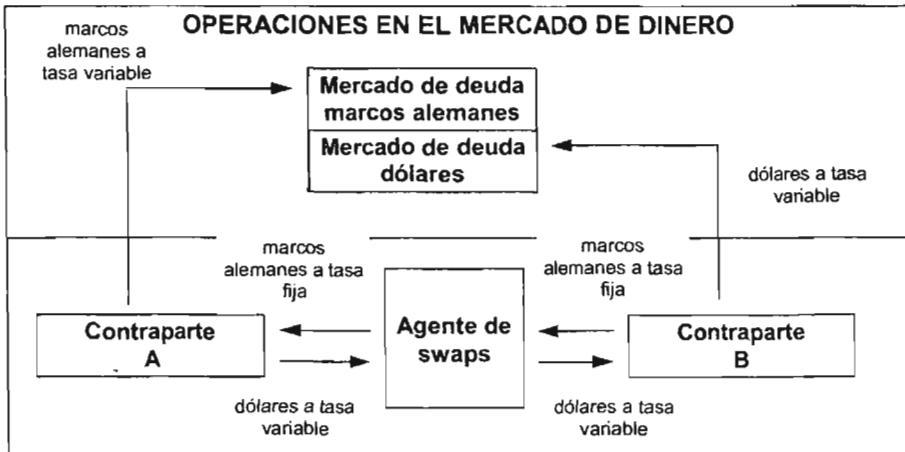 OPERACIONES EN EL MERCADO DE DINERO
marcos
alemanes a
tasa variable
Mercado de deuda
marcos alemanes
Mercado de deuda
dólares
dólares a tasa
variable
marcos
alemanes a tasa
fija
marcos
alemanes a tasa
fija
Contraparte
A
Agente de
swaps
Contraparte
B
dólares a tasa
variable
dólares a tasa
variable